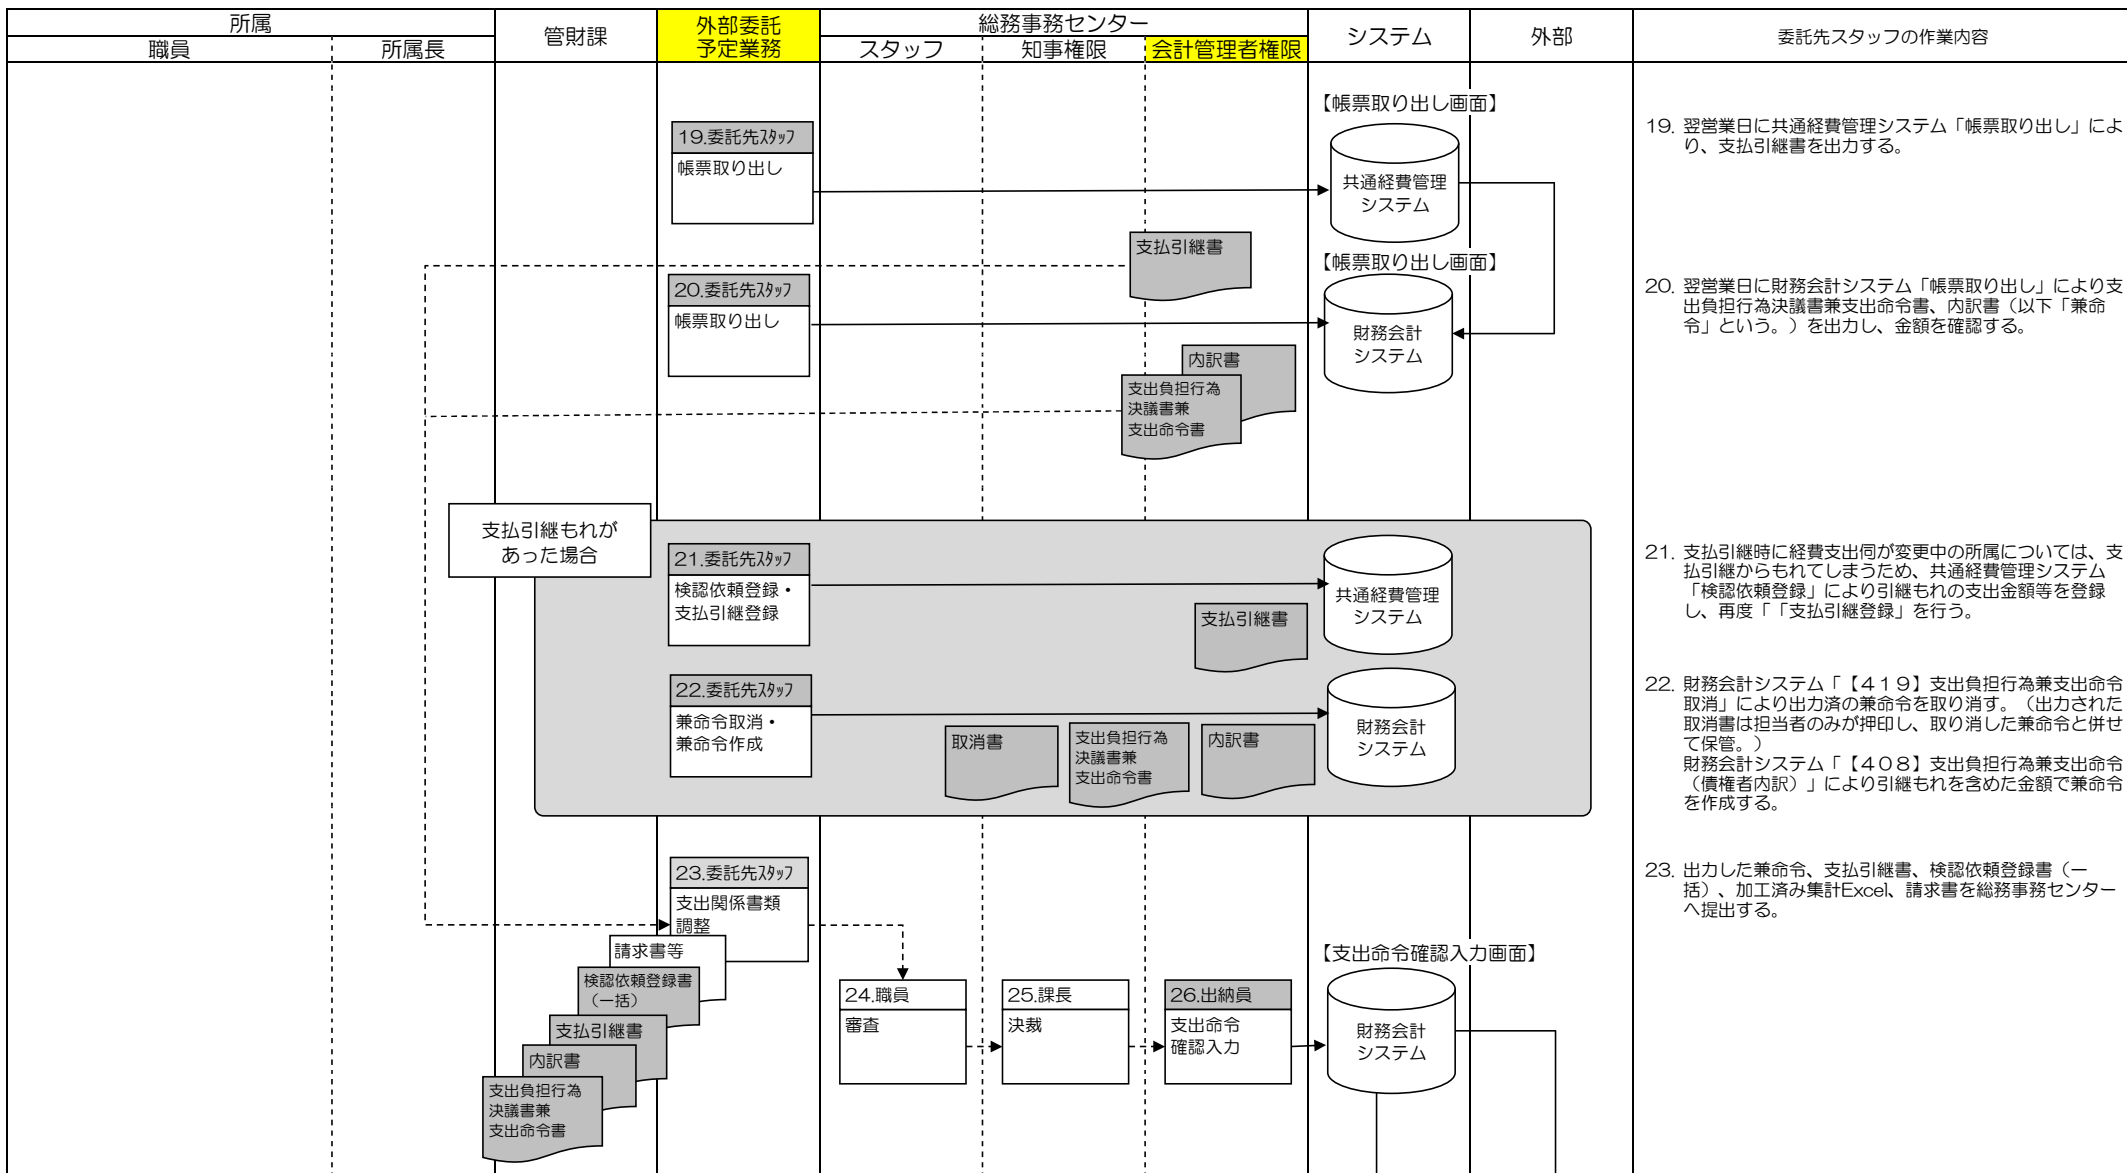 所属
職員
所属長
管財課
外部委託
予定業務
総務事務センター
スタッフ
知事権限
会計管理者権限
システム
外部
委託先スタッフの作業内容
【帳票取り出し画面】
19.委託先ｽﾀｯﾌ
帳票取り出し
共通経費管理
システム
19. 翌営業日に共通経費管理システム「帳票取り出し」によ
り、支払引継書を出力する。
支払引継書
【帳票取り出し画面】
20.委託先ｽﾀｯﾌ
帳票取り出し
財務会計
システム
20. 翌営業日に財務会計システム「帳票取り出し」により支
出負担行為決議書兼支出命令書、内訳書（以下「兼命
令」という。）を出力し、金額を確認する。
内訳書
支出負担行為
決議書兼
支出命令書
支払引継もれが
あった場合
21.委託先ｽﾀｯﾌ
検認依頼登録・
支払引継登録
共通経費管理
システム
支払引継書
21. 支払引継時に経費支出伺が変更中の所属については、支
払引継からもれてしまうため、共通経費管理システム
「検認依頼登録」により引継もれの支出金額等を登録
し、再度「「支払引継登録」を行う。
22.委託先ｽﾀｯﾌ
兼命令取消・
兼命令作成
取消書
支出負担行為
決議書兼
支出命令書
内訳書
財務会計
システム
22. 財務会計システム「【４１９】支出負担行為兼支出命令
取消」により出力済の兼命令を取り消す。（出力された
取消書は担当者のみが押印し、取り消した兼命令と併せ
て保管。）
財務会計システム「【４０８】支出負担行為兼支出命令
（債権者内訳）」により引継もれを含めた金額で兼命令
を作成する。
23.委託先ｽﾀｯﾌ
支出関係書類
調整
23. 出力した兼命令、支払引継書、検認依頼登録書（一
括）、加工済み集計Excel、請求書を総務事務センター
へ提出する。
請求書等
検認依頼登録書
（一括）
支払引継書
内訳書
支出負担行為
決議書兼
支出命令書
24.職員
審査
25.課長
決裁
26.出納員
支出命令
確認入力
【支出命令確認入力画面】
財務会計
システム